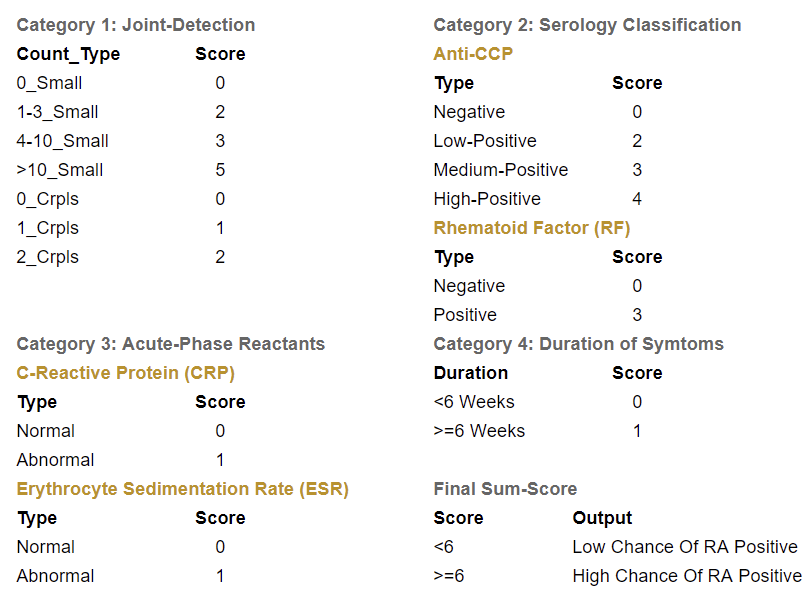 Category 1: Joint-Detection
Count_Type Score
0_Small 0
1-3_Small 2
4-10_Small 3
>10_Small 5
0_Crpls 0
1_Crpls 1
2_Crpls 2
Category 2: Serology Classification
Anti-CCP
Type Score
Negative 0
Low-Positive 2
Medium-Positive 3
High-Positive 4
Rhematoid Factor (RF)
Type Score
Negative 0
Positive 3
Category 3: Acute-Phase Reactants
C-Reactive Protein (CRP)
Type Score
Normal 0
Abnormal 1
Erythrocyte Sedimentation Rate (ESR)
Type Score
Normal 0
Abnormal 1
Category 4: Duration of Symtoms
Duration Score
<6 Weeks 0
>=6 Weeks 1
Final Sum-Score
Score Output
<6 Low Chance Of RA Positive
>=6 High Chance Of RA Positive